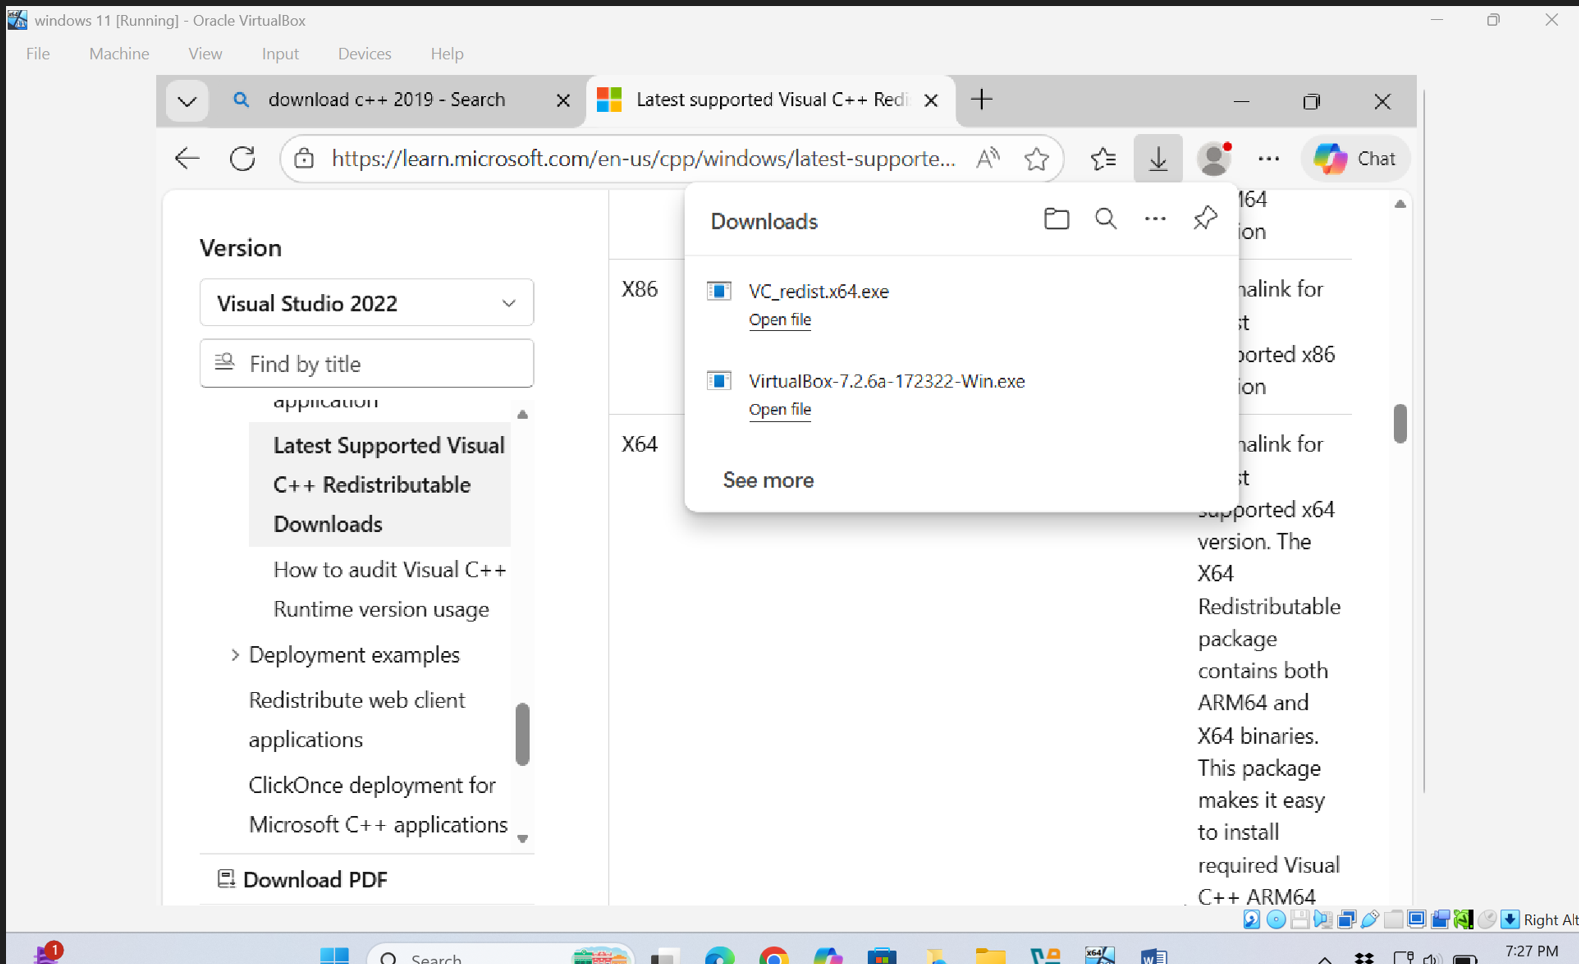 windows 11 [Running] - Oracle VirtualBox
File Machine View Input Devices Help
download c++ 2019 - Search
Latest supported Visual C++ Redi
https://learn.microsoft.com/en-us/cpp/windows/latest-supporte...
Chat
Version
Visual Studio 2022
Find by title
application
Latest Supported Visual
C++ Redistributable
Downloads
How to audit Visual C++
Runtime version usage
Deployment examples
Redistribute web client
applications
ClickOnce deployment for
Microsoft C++ applications
Download PDF
Downloads
VC_redist.x64.exe
Open file
VirtualBox-7.2.6a-172322-Win.exe
Open file
See more
X86
X64
M64
ion
nalink for
st
ported x86
ion
nalink for
st
supported x64
version. The
X64
Redistributable
package
contains both
ARM64 and
X64 binaries.
This package
makes it easy
to install
required Visual
C++ ARM64
Right Alt
1
Search
x64
7:27 PM